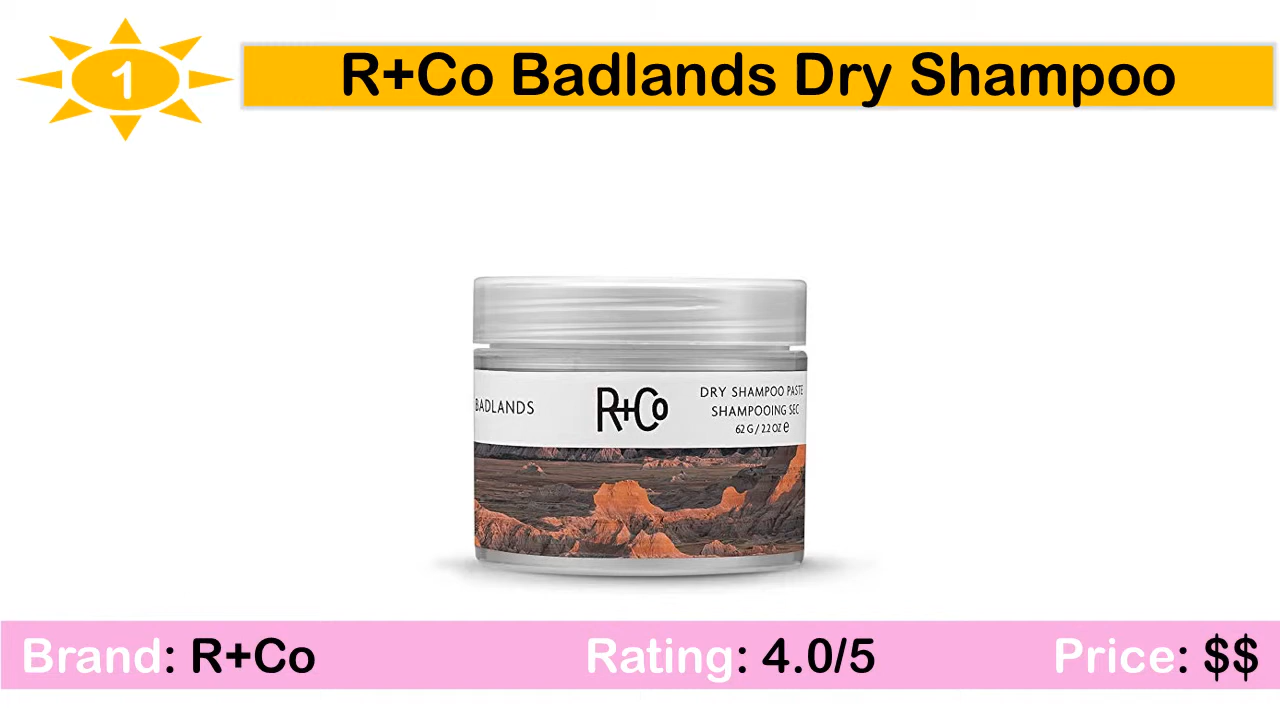 1
R+Co Badlands Dry Shampoo
BADLANDS
R+Co
DRY SHAMPOO PASTE
SHAMPOOING SEC
62 G / 2.2 OZ ℮
Brand: R+Co
Rating: 4.0/5
Price: $$